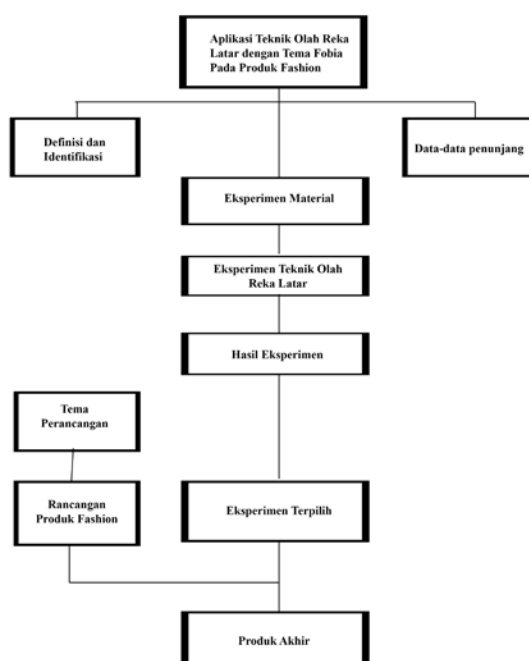 Aplikasi Teknik Olah Reka
Latar dengan Tema Fobia
Pada Produk Fashion
Definisi dan
Identifikasi
Data-data penunjang
Eksperimen Material
Eksperimen Teknik Olah
Reka Latar
Hasil Eksperimen
Tema
Perancangan
Rancangan
Produk Fashion
Eksperimen Terpilih
Produk Akhir